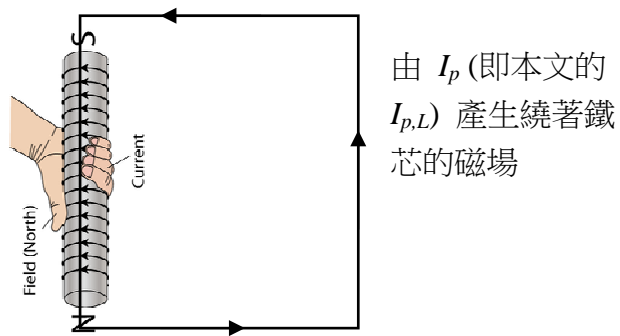 S
Current
Field (North)
N
由 Ip (即本文的
Ip,L) 產生繞著鐵
芯的磁場